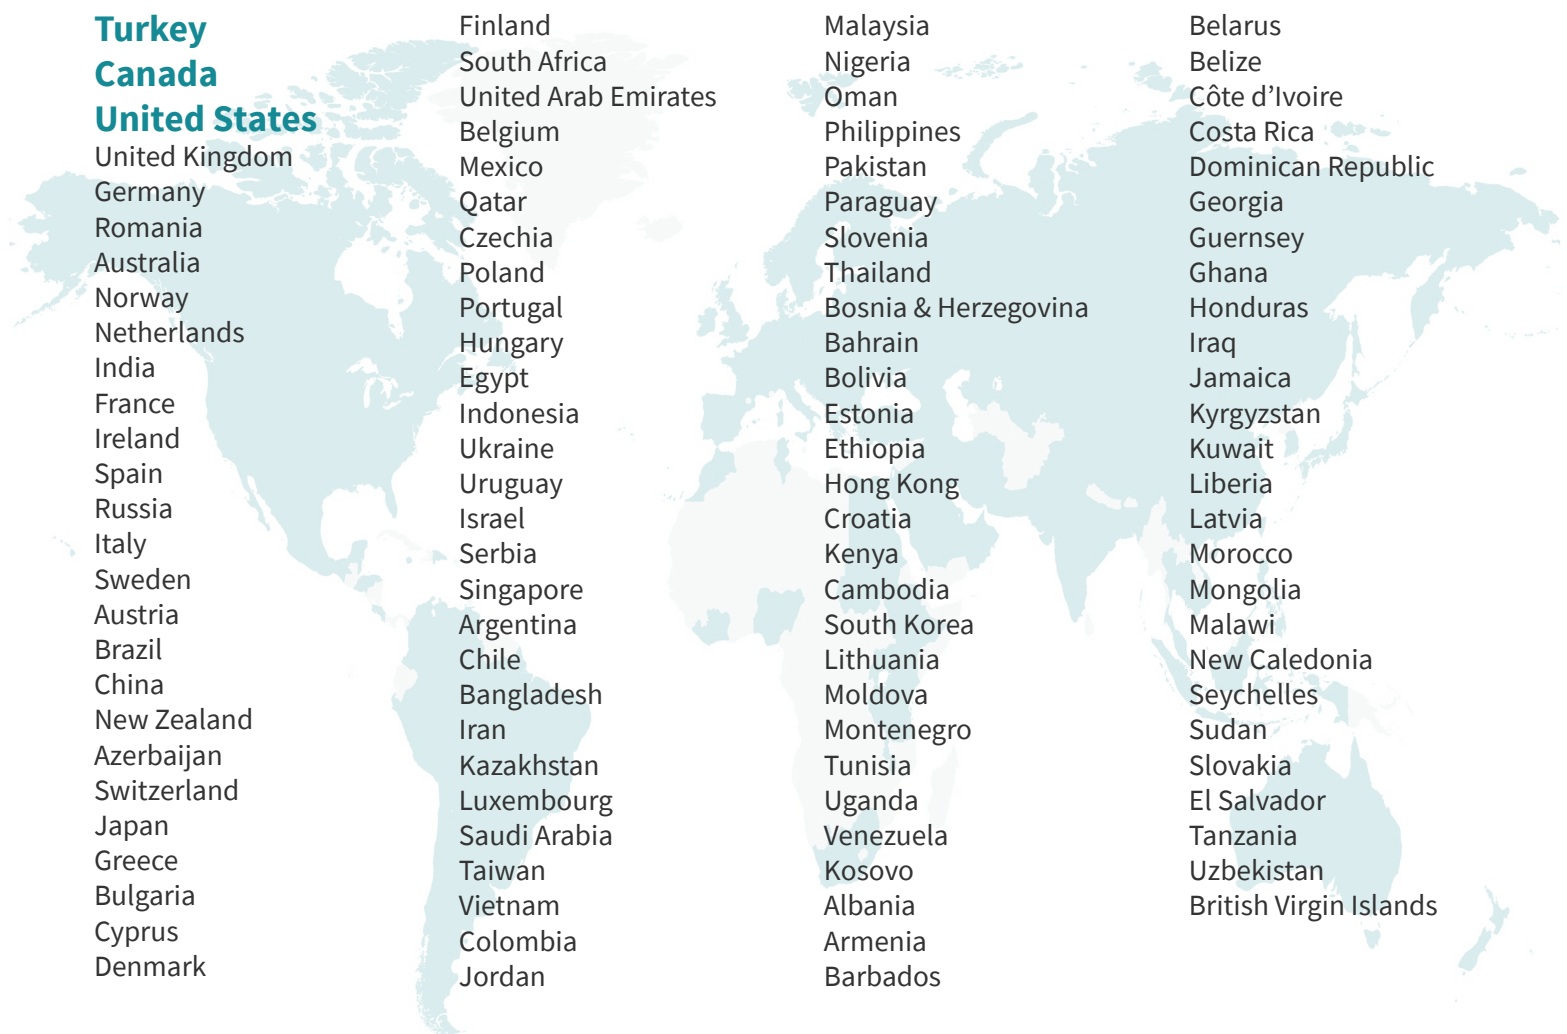 Turkey
Canada
United States
United Kingdom
Germany
Romania
Australia
Norway
Netherlands
India
France
Ireland
Spain
Russia
Italy
Sweden
Austria
Brazil
China
New Zealand
Azerbaijan
Switzerland
Japan
Greece
Bulgaria
Cyprus
Denmark
Finland
South Africa
United Arab Emirates
Belgium
Mexico
Qatar
Czechia
Poland
Portugal
Hungary
Egypt
Indonesia
Ukraine
Uruguay
Israel
Serbia
Singapore
Argentina
Chile
Bangladesh
Iran
Kazakhstan
Luxembourg
Saudi Arabia
Taiwan
Vietnam
Colombia
Jordan
Malaysia
Nigeria
Oman
Philippines
Pakistan
Paraguay
Slovenia
Thailand
Bosnia & Herzegovina
Bahrain
Bolivia
Estonia
Ethiopia
Hong Kong
Croatia
Kenya
Cambodia
South Korea
Lithuania
Moldova
Montenegro
Tunisia
Uganda
Venezuela
Kosovo
Albania
Armenia
Barbados
Belarus
Belize
Côte d’Ivoire
Costa Rica
Dominican Republic
Georgia
Guernsey
Ghana
Honduras
Iraq
Jamaica
Kyrgyzstan
Kuwait
Liberia
Latvia
Morocco
Mongolia
Malawi
New Caledonia
Seychelles
Sudan
Slovakia
El Salvador
Tanzania
Uzbekistan
British Virgin Islands